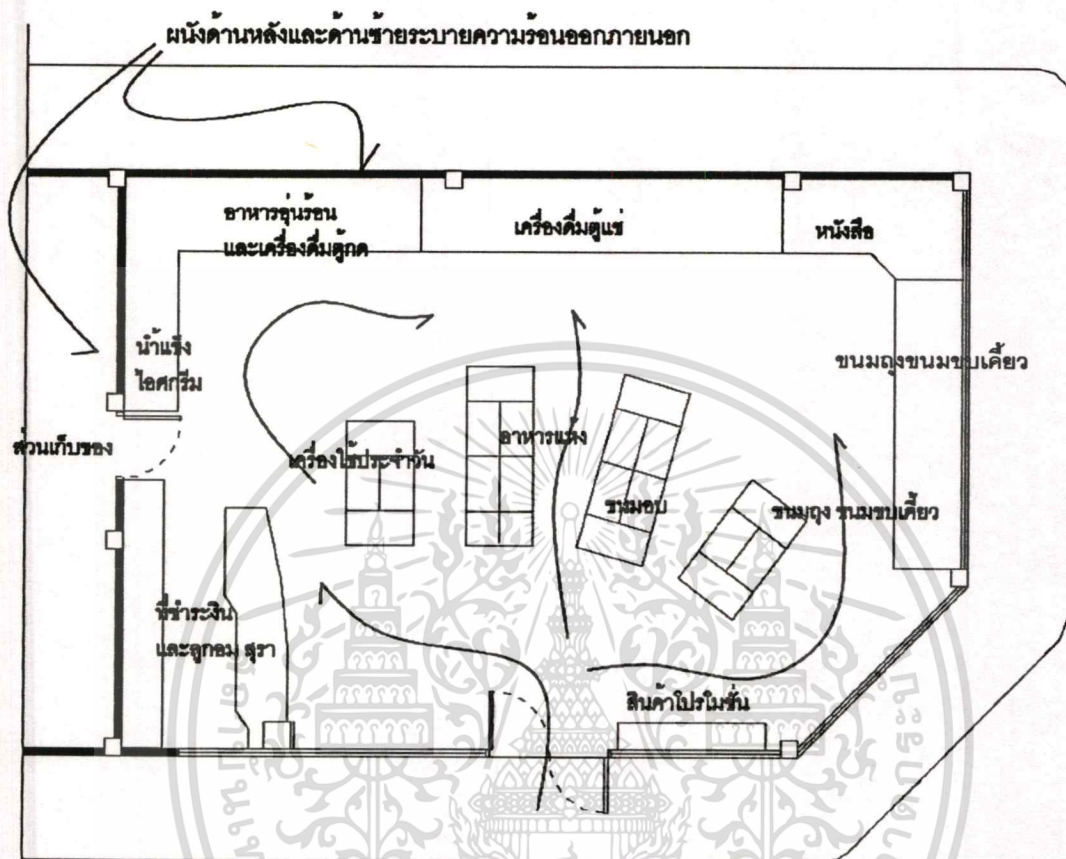 ผนังด้านหลังและด้านซ้ายระบายความร้อนออกภายนอก
อาหารอุ่นร้อน
และเครื่องดื่มตู้กด
เครื่องดื่มตู้แช่
หนังสือ
น้ำแข็ง
ไอศกรีม
ขนมถุงขนมขบเคี้ยว
ส่วนเก็บของ
เครื่องใช้ประจำวัน
อาหารแห้ง
ขนมอบ
ขนมถุง ขนมขบเคี้ยว
ที่ชำระเงิน
และลูกอม สุรา
สินค้าโปรโมชั่น